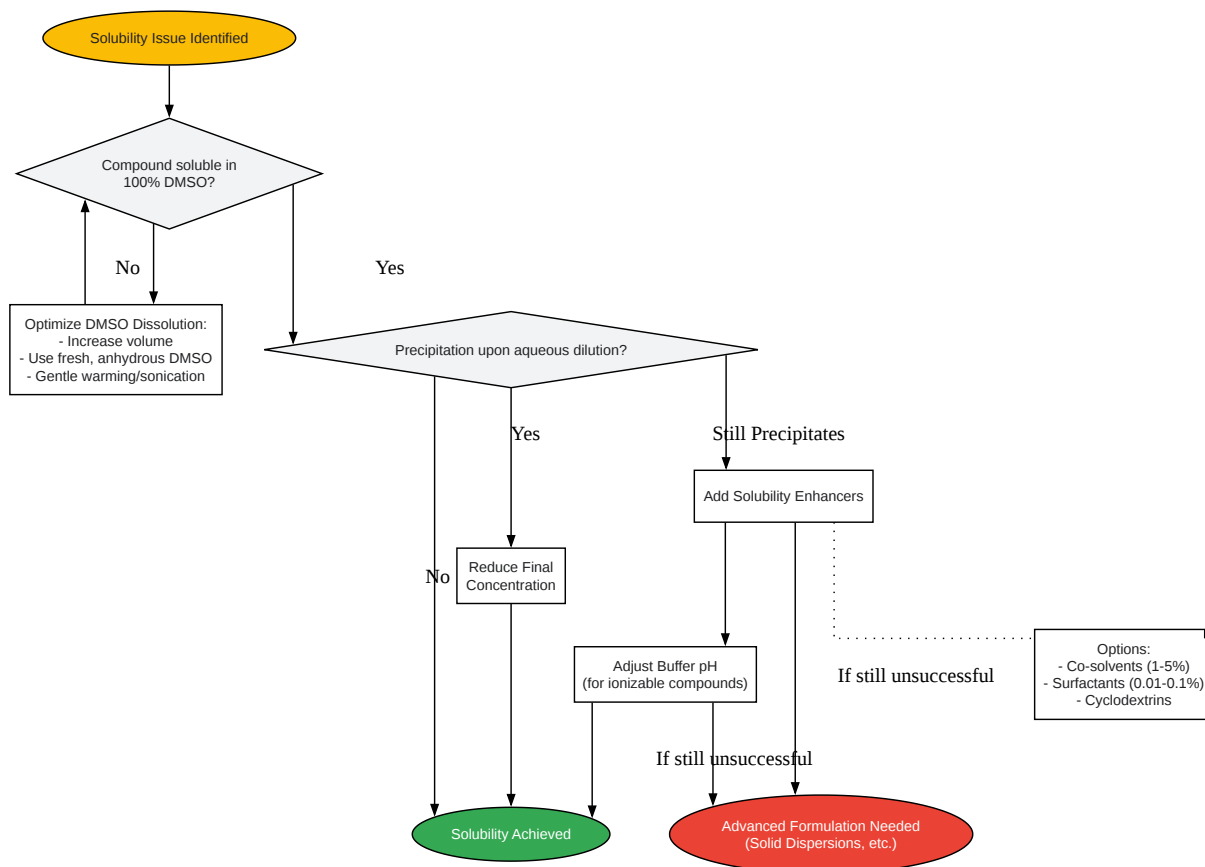 Solubility Issue Identified
Compound soluble in
100% DMSO?
No
Yes
Optimize DMSO Dissolution:
- Increase volume
- Use fresh, anhydrous DMSO
- Gentle warming/sonication
Precipitation upon aqueous dilution?
Yes
Still Precipitates
Add Solubility Enhancers
No
Reduce Final
Concentration
Adjust Buffer pH
(for ionizable compounds)
If still unsuccessful
Options:
- Co-solvents (1-5%)
- Surfactants (0.01-0.1%)
- Cyclodextrins
If still unsuccessful
Solubility Achieved
Advanced Formulation Needed
(Solid Dispersions, etc.)